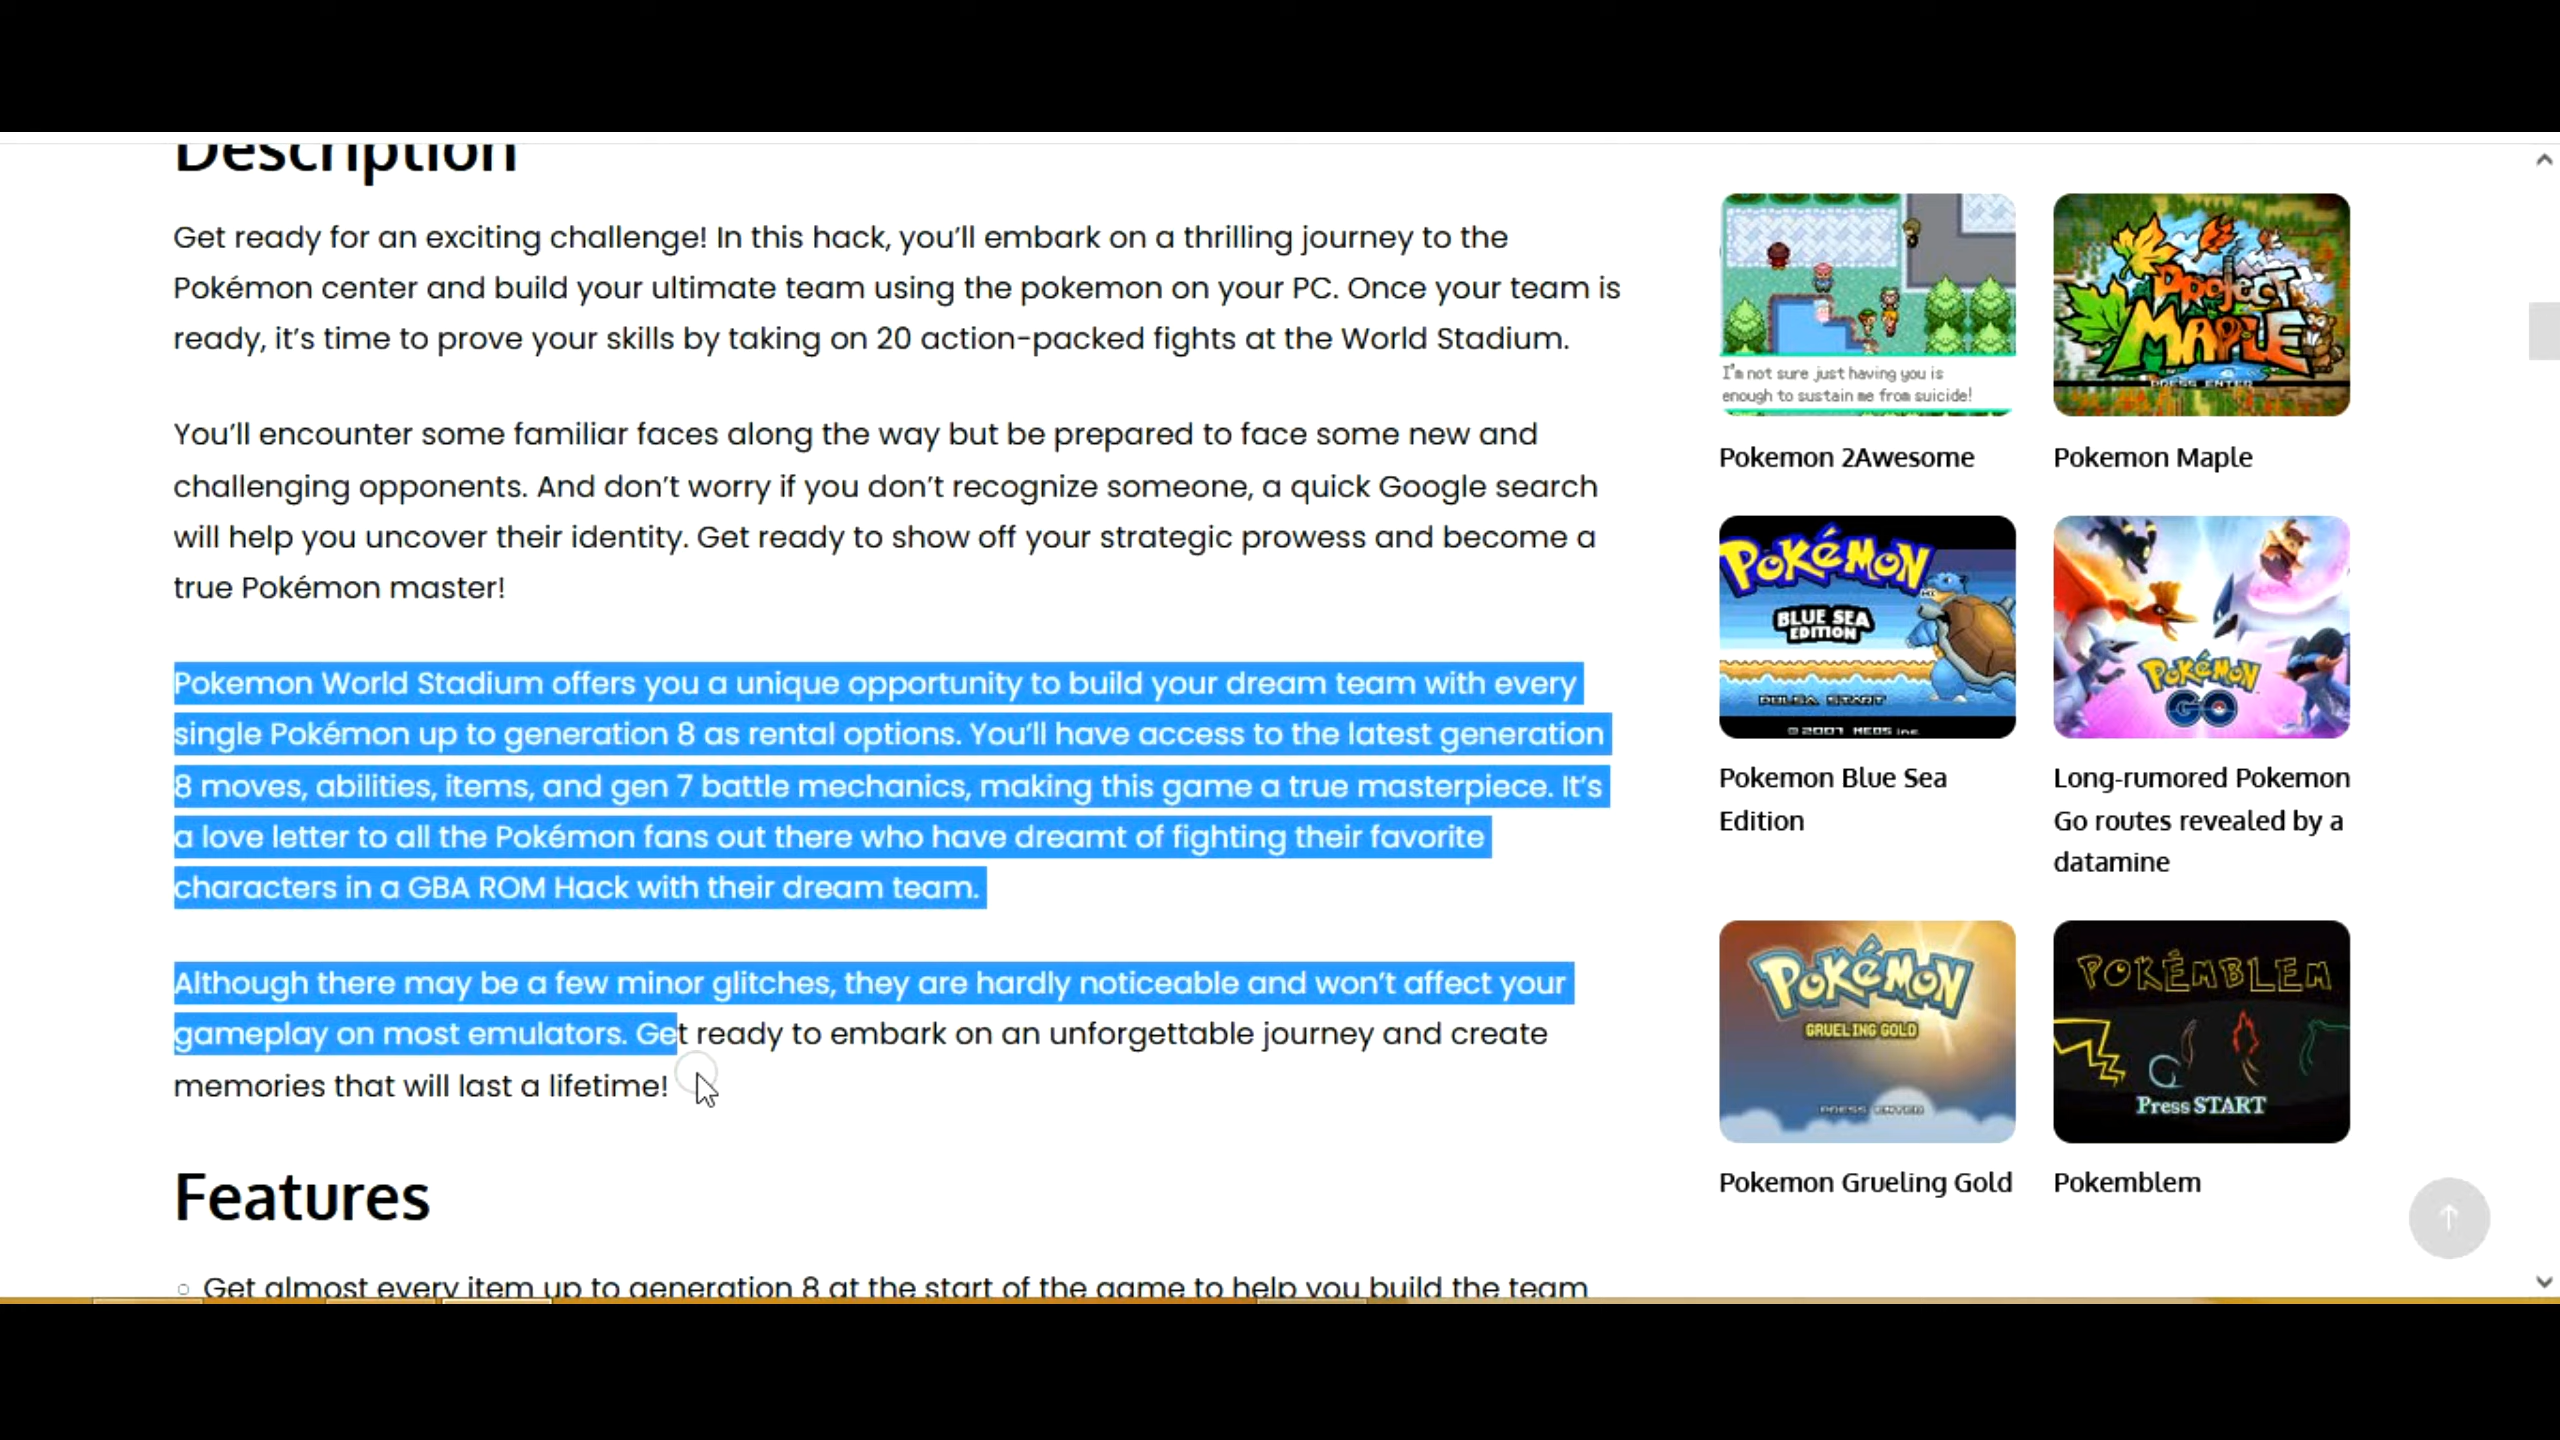 Description
Get ready for an exciting challenge! In this hack, you'll embark on a thrilling journey to the
Pokémon center and build your ultimate team using the pokemon on your PC. Once your team is
ready, it's time to prove your skills by taking on 20 action-packed fights at the World Stadium.
You'll encounter some familiar faces along the way but be prepared to face some new and
challenging opponents. And don't worry if you don't recognize someone, a quick Google search
will help you uncover their identity. Get ready to show off your strategic prowess and become a
true Pokémon master!
Pokemon World Stadium offers you a unique opportunity to build your dream team with every
single Pokémon up to generation 8 as rental options. You'll have access to the latest generation
8 moves, abilities, items, and gen 7 battle mechanics, making this game a true masterpiece. It's
a love letter to all the Pokémon fans out there who have dreamt of fighting their favorite
characters in a GBA ROM Hack with their dream team.
Although there may be a few minor glitches, they are hardly noticeable and won't affect your
gameplay on most emulators. Get ready to embark on an unforgettable journey and create
memories that will last a lifetime!
Features
Get almost every item up to generation 8 at the start of the game to help you build the team
I'm not sure just having you is
enough to sustain me from suicide!
Pokemon 2Awesome
PROJECT
MAPLE
PRESS ENTER
Pokemon Maple
POKÉMON
BLUE SEA
EDITION
PULSA START
© 2007 HEOS inc.
Pokemon Blue Sea
Edition
POKÉMON
GO
Long-rumored Pokemon
Go routes revealed by a
datamine
POKÉMON
GRUELING GOLD
PRESS ENTER
Pokemon Grueling Gold
POKÉMBLEM
Press START
Pokemblem